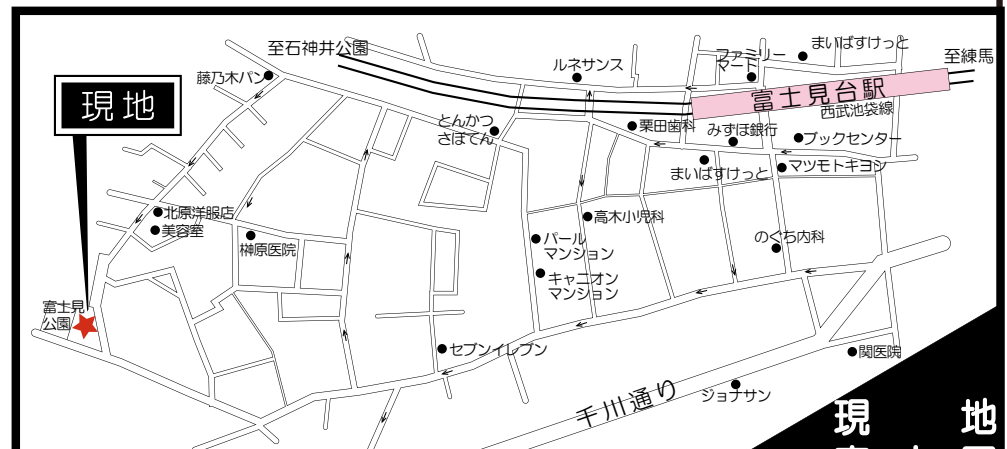 至石神井公園
ルネサンス
ファミリー
マート
まいばすけっと
至練馬
藤乃木パン
現地
富士見台駅
西武池袋線
とんかつ
さぼてん
栗田歯科
みずほ銀行
ブックセンター
まいばすけっと
マツモトキヨシ
北原洋服店
美容室
榊原医院
高木小児科
パール
マンション
のぐち内科
キャニオン
マンション
富士見
公園
セブンイレブン
関医院
千川通り
ジョナサン
現地